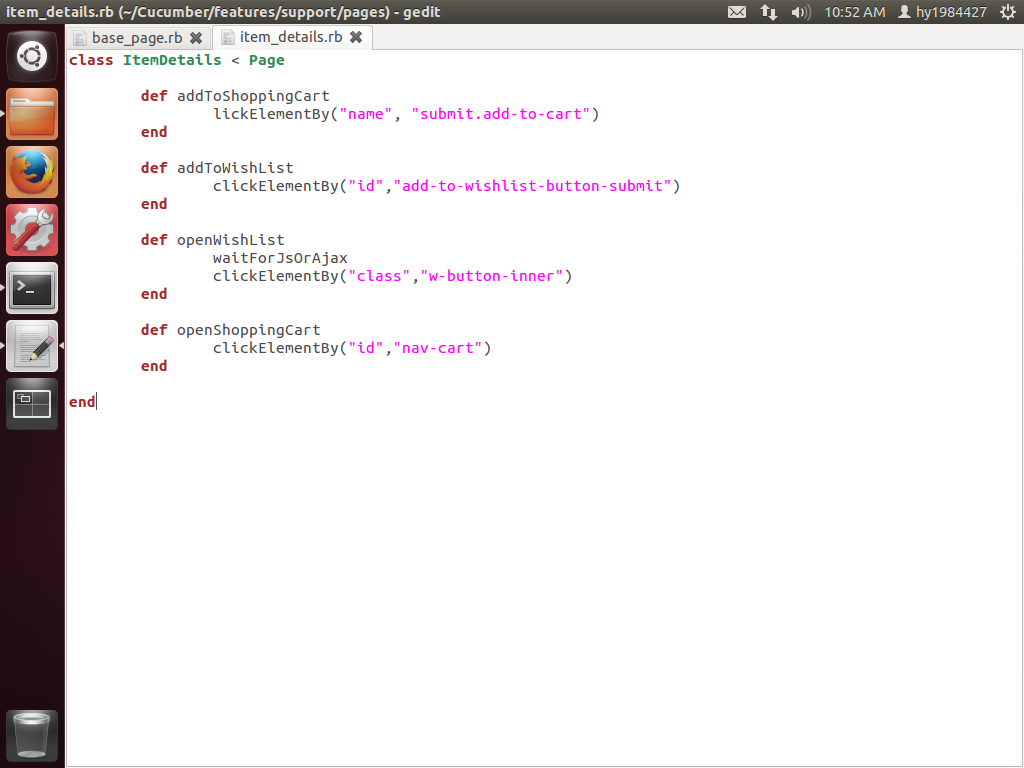 item_details.rb (~/Cucumber/features/support/pages) - gedit
10:52 AM hy1984427
base_page.rb item_details.rb
class ItemDetails < Page
def addToShoppingCart
lickElementBy("name", "submit.add-to-cart")
end
def addToWishList
clickElementBy("id","add-to-wishlist-button-submit")
end
def openWishList
waitForJsOrAjax
clickElementBy("class","w-button-inner")
end
def openShoppingCart
clickElementBy("id","nav-cart")
end
end